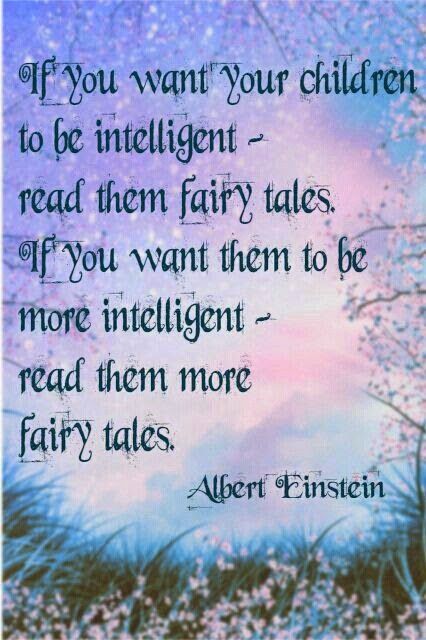 If you want your children
to be intelligent -
read them fairy tales.
If you want them to be
more intelligent -
read them more
fairy tales.
Albert Einstein